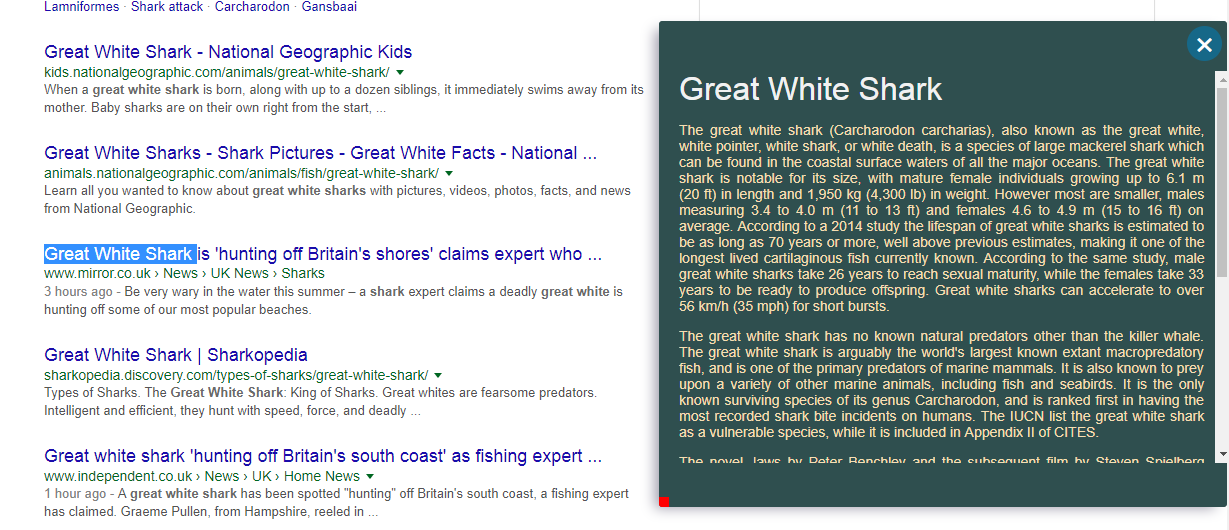 Lamniformes · Shark attack · Carcharodon · Gansbaai
Great White Shark - National Geographic Kids
kids.nationalgeographic.com/animals/great-white-shark/
When a great white shark is born, along with up to a dozen siblings, it immediately swims away from its
mother. Baby sharks are on their own right from the start, ...
Great White Sharks - Shark Pictures - Great White Facts - National ...
animals.nationalgeographic.com/animals/fish/great-white-shark/
Learn all you wanted to know about great white sharks with pictures, videos, photos, facts, and news
from National Geographic.
Great White Shark is 'hunting off Britain's shores' claims expert who ...
www.mirror.co.uk › News › UK News › Sharks
3 hours ago - Be very wary in the water this summer – a shark expert claims a deadly great white is
hunting off some of our most popular beaches.
Great White Shark | Sharkopedia
sharkopedia.discovery.com/types-of-sharks/great-white-shark/
Types of Sharks. The Great White Shark: King of Sharks. Great whites are fearsome predators.
Intelligent and efficient, they hunt with speed, force, and deadly ...
Great white shark 'hunting off Britain's south coast' as fishing expert ...
www.independent.co.uk › News › UK › Home News
1 hour ago - A great white shark has been spotted "hunting" off Britain's south coast, a fishing expert
has claimed. Graeme Pullen, from Hampshire, reeled in ...
Great White Shark
The great white shark (Carcharodon carcharias), also known as the great white,
white pointer, white shark, or white death, is a species of large mackerel shark which
can be found in the coastal surface waters of all the major oceans. The great white
shark is notable for its size, with mature female individuals growing up to 6.1 m
(20 ft) in length and 1,950 kg (4,300 lb) in weight. However most are smaller, males
measuring 3.4 to 4.0 m (11 to 13 ft) and females 4.6 to 4.9 m (15 to 16 ft) on
average. According to a 2014 study the lifespan of great white sharks is estimated to
be as long as 70 years or more, well above previous estimates, making it one of the
longest lived cartilaginous fish currently known. According to the same study, male
great white sharks take 26 years to reach sexual maturity, while the females take 33
years to be ready to produce offspring. Great white sharks can accelerate to over
56 km/h (35 mph) for short bursts.
The great white shark has no known natural predators other than the killer whale.
The great white shark is arguably the world's largest known extant macropredatory
fish, and is one of the primary predators of marine mammals. It is also known to prey
upon a variety of other marine animals, including fish and seabirds. It is the only
known surviving species of its genus Carcharodon, and is ranked first in having the
most recorded shark bite incidents on humans. The IUCN list the great white shark
as a vulnerable species, while it is included in Appendix II of CITES.
The novel Jaws by Peter Benchley and the subsequent film by Steven Spielberg